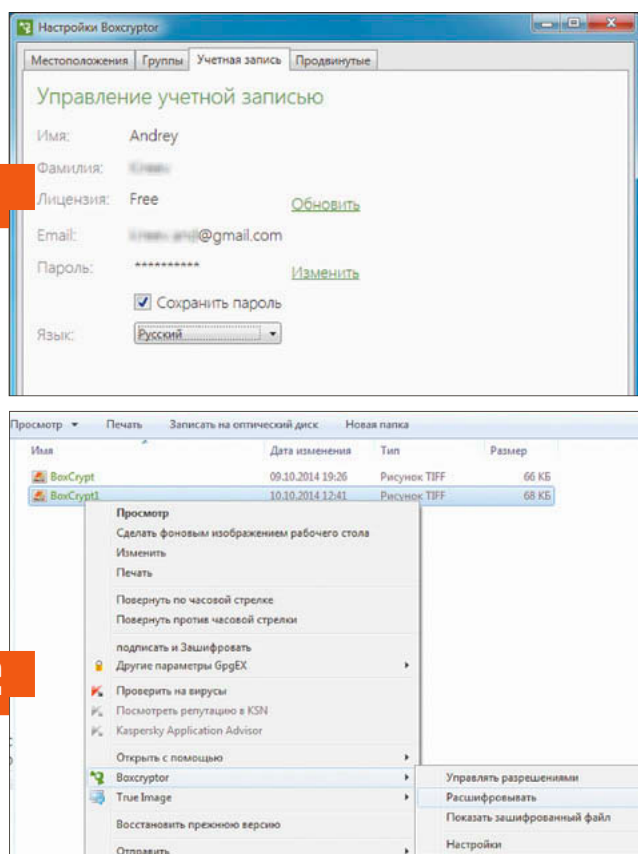 Настройки Boxcryptor
Местоположения Группы Учетная запись Продвинутые
Управление учетной записью
Имя: Andrey
Фамилия:
Лицензия: Free Обновить
Email: @gmail.com
Пароль: ********** Изменить
Сохранить пароль
Язык: Русский
Просмотр Печать Записать на оптический диск Новая папка
Имя Дата изменения Тип Размер
BoxCrypt 09.10.2014 19:26 Рисунок TIFF 66 КБ
BoxCrypt1 10.10.2014 12:41 Рисунок TIFF 68 КБ
Просмотр
Сделать фоновым изображением рабочего стола
Изменить
Печать
Повернуть по часовой стрелке
Повернуть против часовой стрелки
подписать и Зашифровать
Другие параметры GpgEX
Проверить на вирусы
Посмотреть репутацию в KSN
Kaspersky Application Advisor
Открыть с помощью
Boxcryptor Управлять разрешениями
True Image Расшифровывать
Показать зашифрованный файл
Восстановить прежнюю версию
Настройки
Отправить